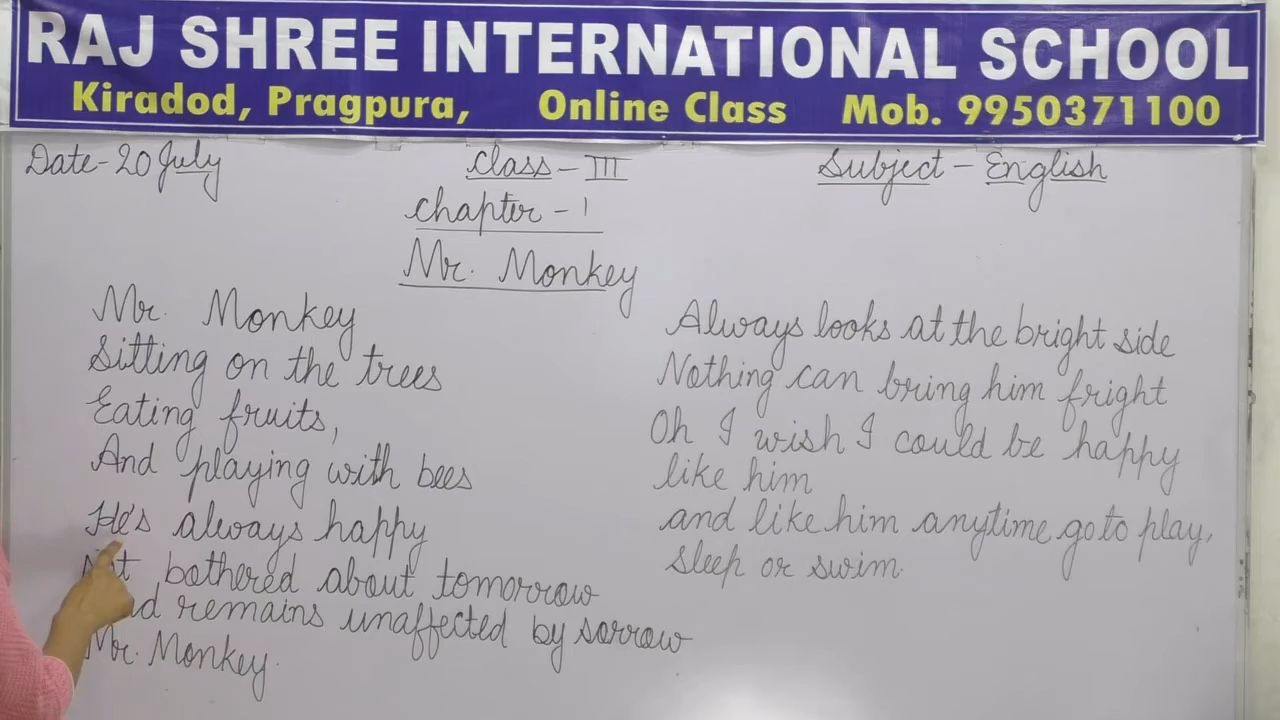 RAJ SHREE INTERNATIONAL SCHOOL
Kiradod, Pragpura, Online Class Mob. 9950371100
Date-20 July Class-III Subject-English
Chapter-1
Mr. Monkey
Mr. Monkey
Sitting on the trees
Eating fruits,
And playing with bees
He's always happy
bothered about tomorrow
remains unaffected by sorrow
Mr. Monkey.
Always looks at the bright side
Nothing can bring him fright
Oh I wish I could be happy
like him
and like him anytime go to play,
sleep or swim.